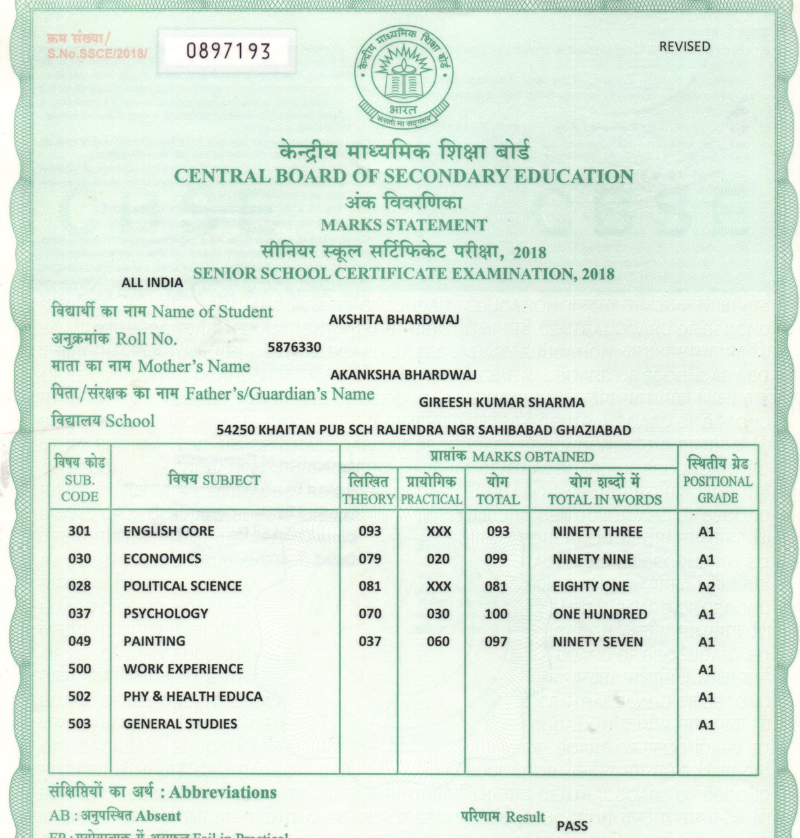 क्रम संख्या/
S.No.SSCE/2018/ 0897193 REVISED
केन्द्रीय माध्यमिक शिक्षा बोर्ड
भारत
असतो मा सद्गमय
केन्द्रीय माध्यमिक शिक्षा बोर्ड
CENTRAL BOARD OF SECONDARY EDUCATION
अंक विवरणिका
MARKS STATEMENT
सीनियर स्कूल सर्टिफिकेट परीक्षा, 2018
SENIOR SCHOOL CERTIFICATE EXAMINATION, 2018
ALL INDIA
विद्यार्थी का नाम Name of Student AKSHITA BHARDWAJ
अनुक्रमांक Roll No. 5876330
माता का नाम Mother's Name AKANKSHA BHARDWAJ
पिता/संरक्षक का नाम Father's/Guardian's Name GIREESH KUMAR SHARMA
विद्यालय School 54250 KHAITAN PUB SCH RAJENDRA NGR SAHIBABAD GHAZIABAD
विषय कोड SUB. CODE विषय SUBJECT प्राप्तांक MARKS OBTAINED स्थितीय ग्रेड POSITIONAL GRADE
लिखित THEORY प्रायोगिक PRACTICAL योग TOTAL योग शब्दों में TOTAL IN WORDS
301 ENGLISH CORE 093 XXX 093 NINETY THREE A1
030 ECONOMICS 079 020 099 NINETY NINE A1
028 POLITICAL SCIENCE 081 XXX 081 EIGHTY ONE A2
037 PSYCHOLOGY 070 030 100 ONE HUNDRED A1
049 PAINTING 037 060 097 NINETY SEVEN A1
500 WORK EXPERIENCE A1
502 PHY & HEALTH EDUCA A1
503 GENERAL STUDIES A1
संक्षिप्तियों का अर्थ : Abbreviations
AB : अनुपस्थित Absent परिणाम Result PASS